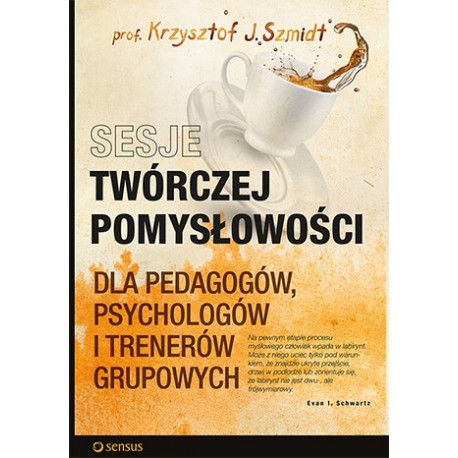 prof. Krzysztof J. Szmidt
SESJE
TWÓRCZEJ
POMYSŁOWOŚCI
DLA PEDAGOGÓW,
PSYCHOLOGÓW
I TRENERÓW
GRUPOWYCH
Na pewnym etapie procesu
myślowego człowiek wpada w labirynt.
Może z niego uciec tylko pod warun-
kiem, że znajdzie ukryte przejście,
drzwi w podłodze lub zorientuje się,
że labirynt nie jest dwu-, ale
trójwymiarowy.
Evan I. Schwartz
sensus